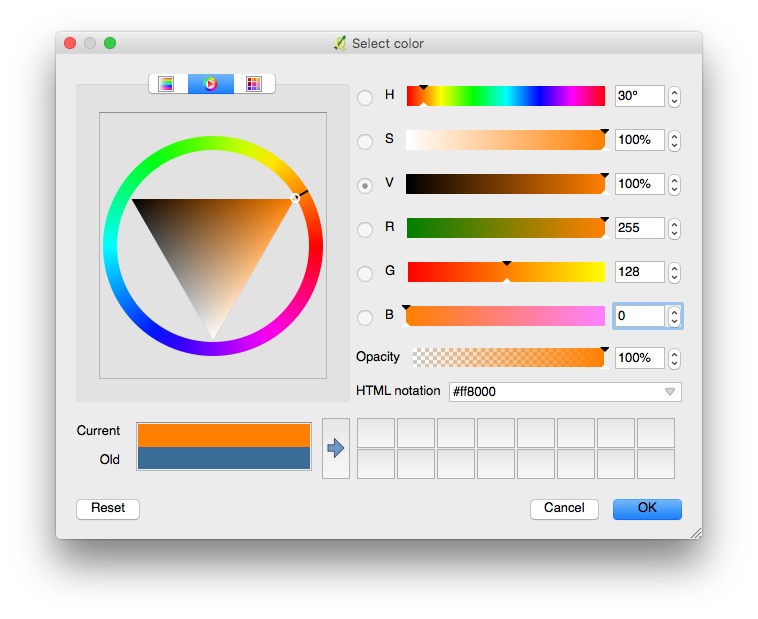 Select color
H 30°
S 100%
V 100%
R 255
G 128
B 0
Opacity 100%
HTML notation #ff8000
Current
Old
Reset Cancel OK